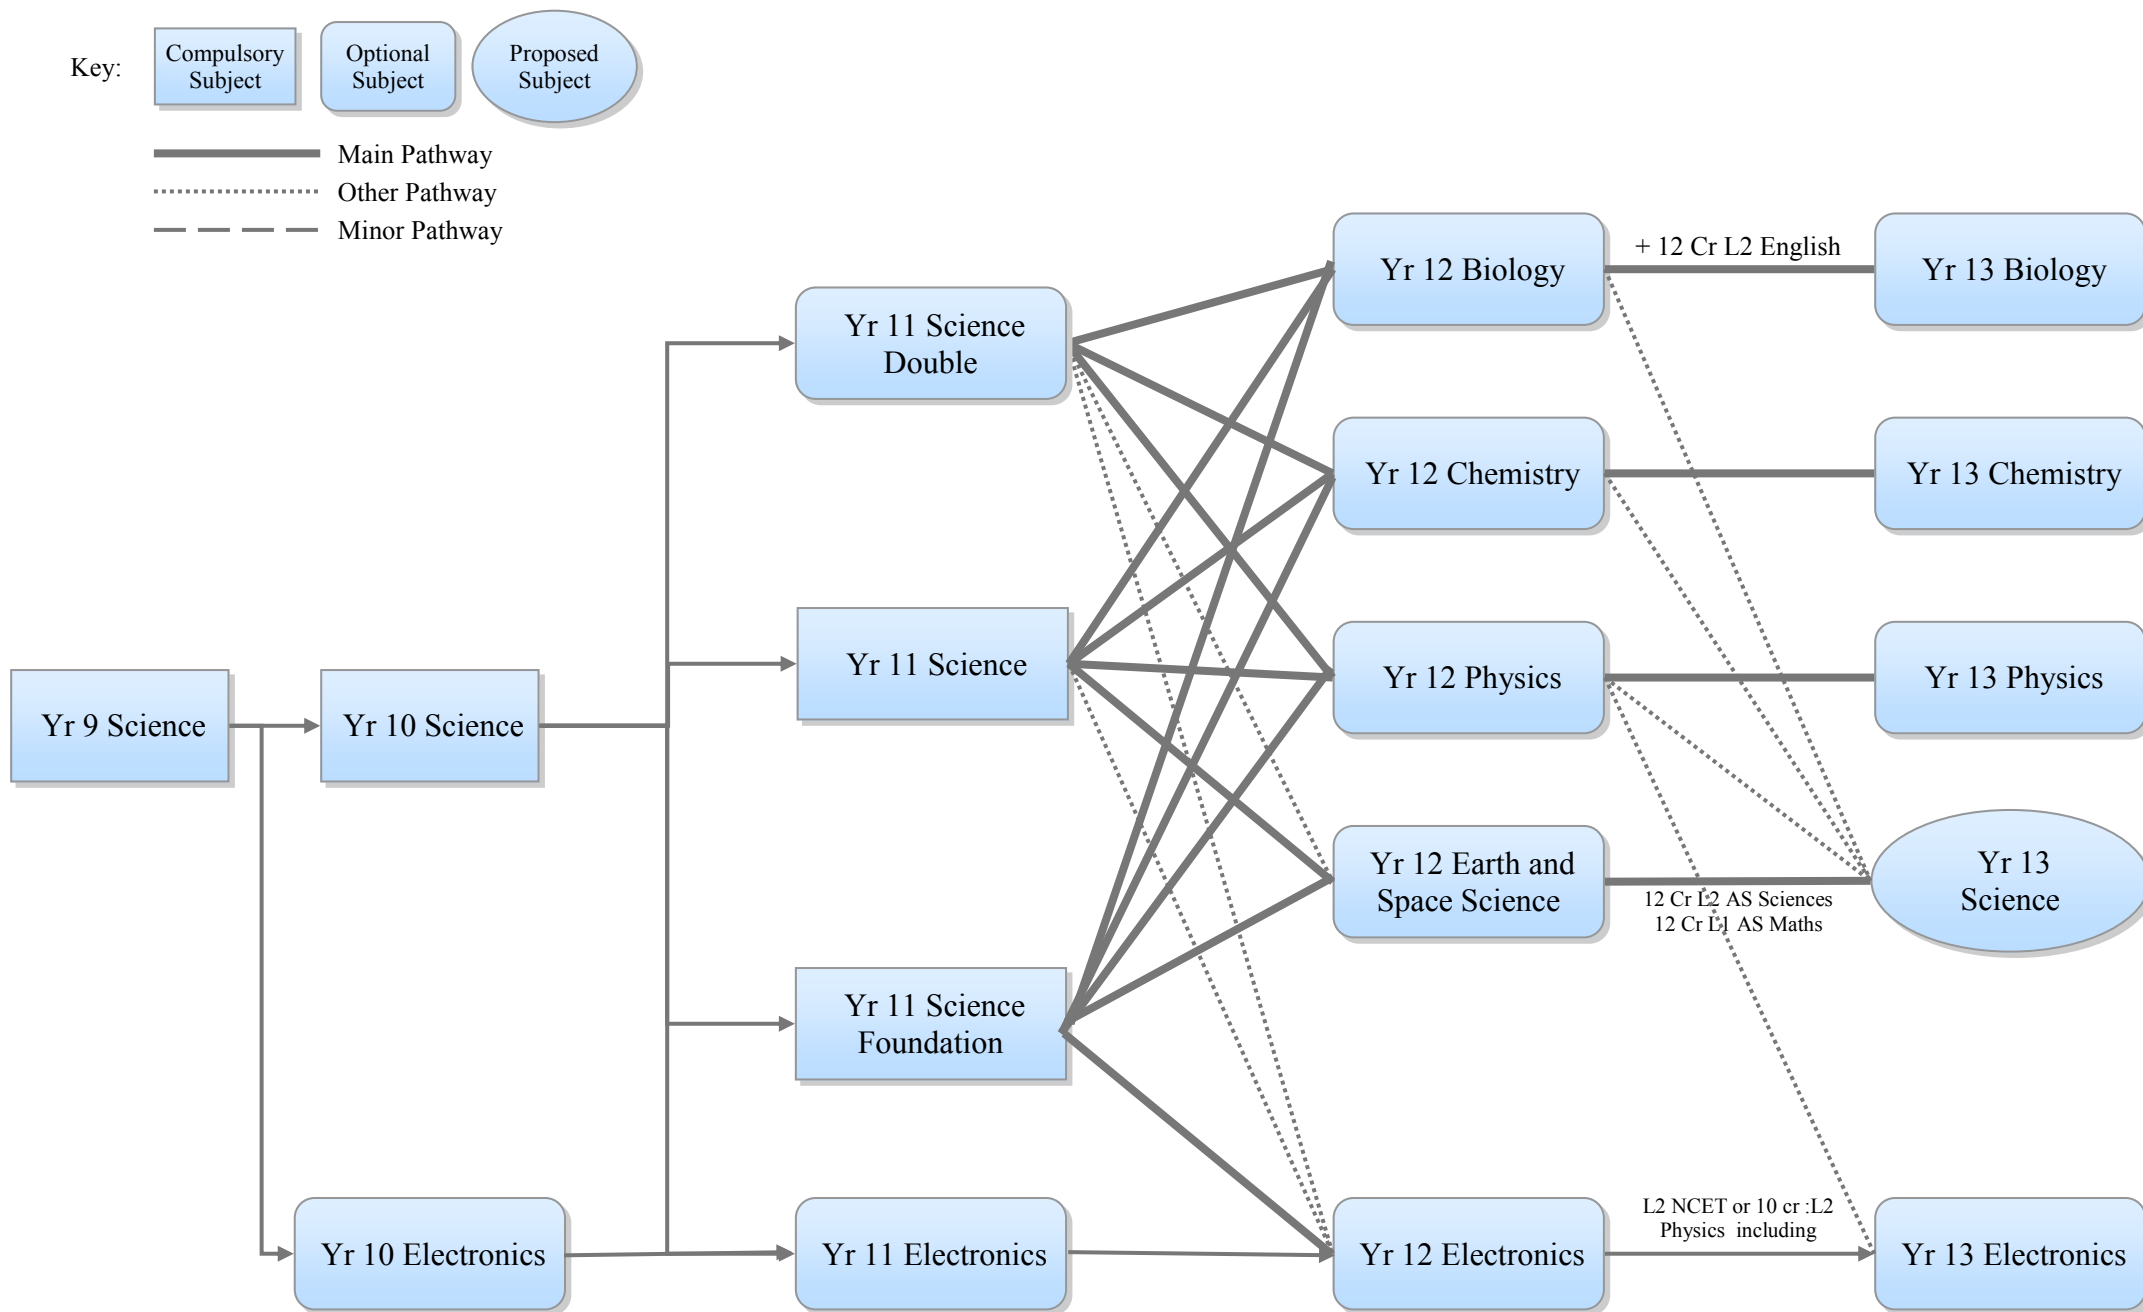 Key:
Compulsory
Subject
Optional
Subject
Proposed
Subject
Main Pathway
Other Pathway
Minor Pathway
Yr 9 Science
Yr 10 Science
Yr 10 Electronics
Yr 11 Science
Double
Yr 11 Science
Yr 11 Science
Foundation
Yr 11 Electronics
Yr 12 Biology
Yr 12 Chemistry
Yr 12 Physics
Yr 12 Earth and
Space Science
Yr 12 Electronics
+ 12 Cr L2 English
12 Cr L2 AS Sciences
12 Cr L1 AS Maths
L2 NCET or 10 cr :L2
Physics including
Yr 13 Biology
Yr 13 Chemistry
Yr 13 Physics
Yr 13
Science
Yr 13 Electronics